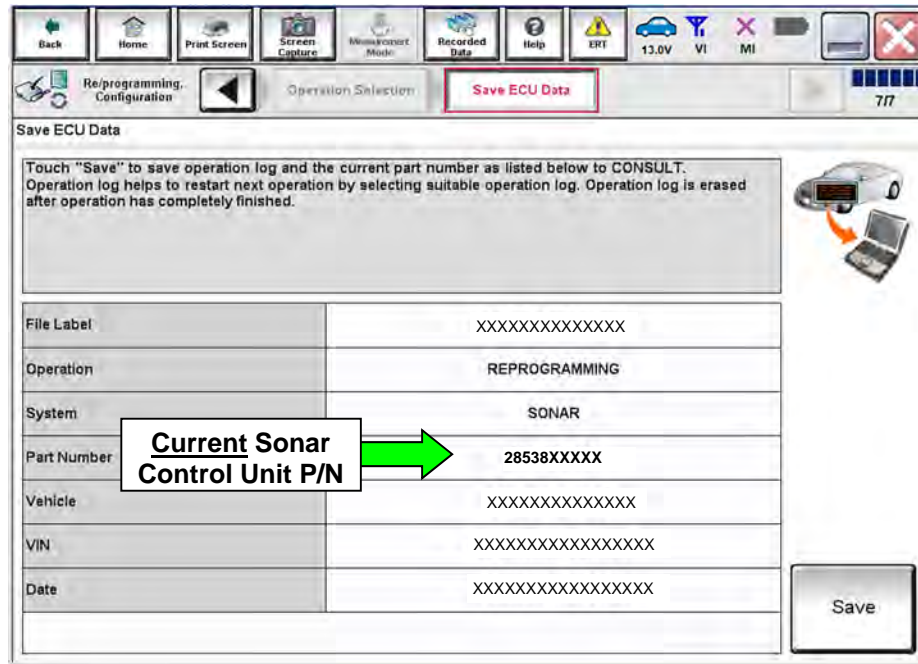 Back Home Print Screen Screen Capture Measurement Mode Recorded Data Help ERT 13.0V VI MI
Re/programming, Configuration Operation Selection Save ECU Data 7/7
Save ECU Data
Touch "Save" to save operation log and the current part number as listed below to CONSULT.
Operation log helps to restart next operation by selecting suitable operation log. Operation log is erased
after operation has completely finished.
File Label XXXXXXXXXXXXXX
Operation REPROGRAMMING
System SONAR
Part Number 28538XXXXX
Current Sonar
Control Unit P/N
Vehicle XXXXXXXXXXXXXX
VIN XXXXXXXXXXXXXXXXX
Date XXXXXXXXXXXXXXXXX
Save